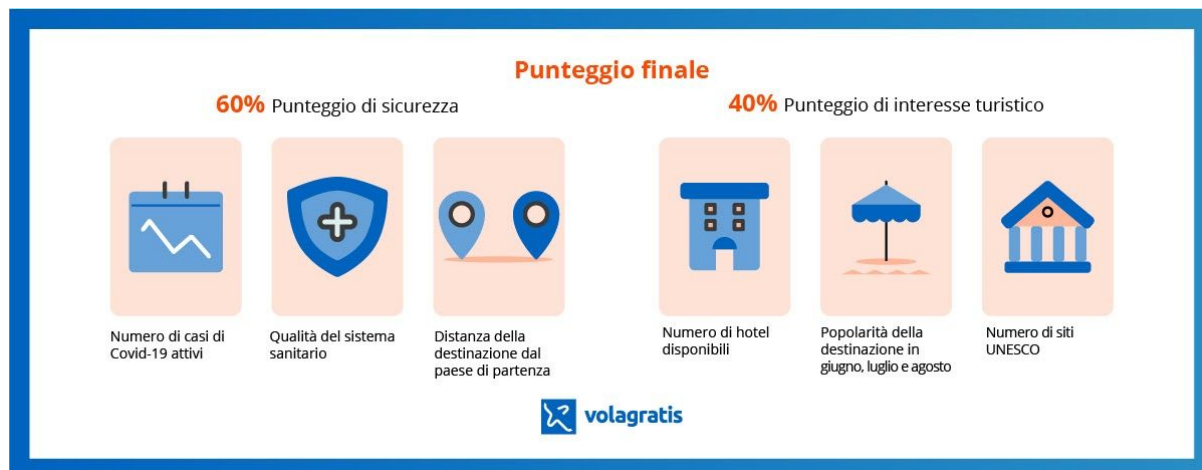 Punteggio finale
60% Punteggio di sicurezza
40% Punteggio di interesse turistico
Numero di casi di
Covid-19 attivi
Qualità del sistema
sanitario
Distanza della
destinazione dal
paese di partenza
Numero di hotel
disponibili
Popolarità della
destinazione in
giugno, luglio e agosto
Numero di siti
UNESCO
volagratis